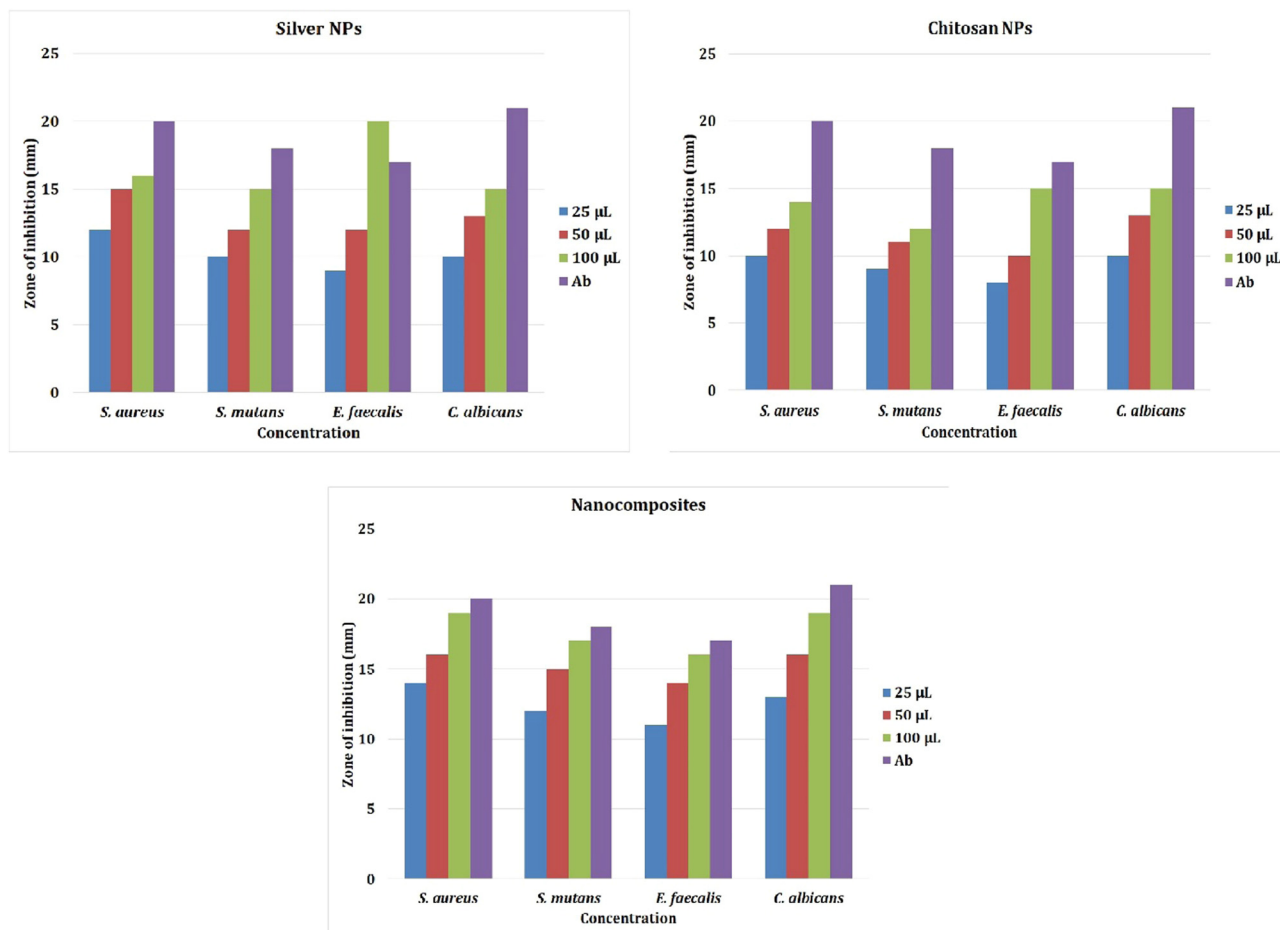 Silver NPs
25
20
15
10
5
0
Zone of inhibition (mm)
S. aureus S. mutans E. faecalis C. albicans
Concentration
25 µL
50 µL
100 µL
Ab
Chitosan NPs
25
20
15
10
5
0
Zone of inhibition (mm)
S. aureus S. mutans E. faecalis C. albicans
Concentration
25 µL
50 µL
100 µL
Ab
Nanocomposites
25
20
15
10
5
0
Zone of inhibition (mm)
S. aureus S. mutans E. faecalis C. albicans
Concentration
25 µL
50 µL
100 µL
Ab